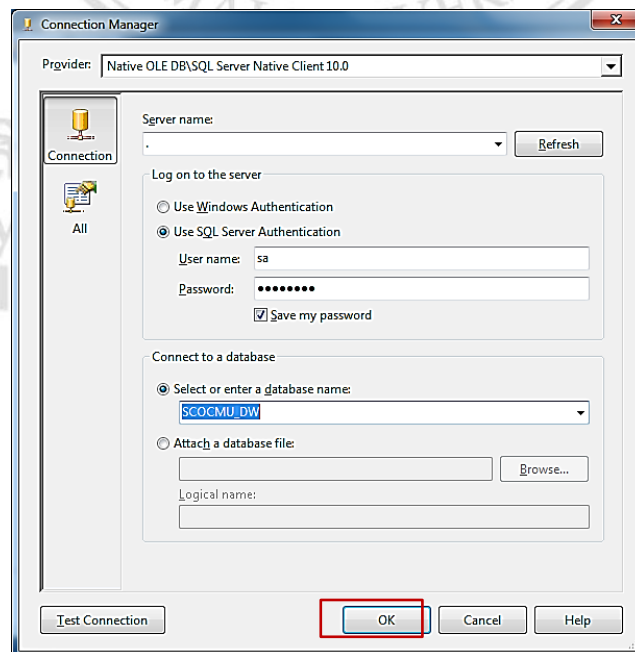 Connection Manager
Provider: Native OLE DB\SQL Server Native Client 10.0
Connection
All
Server name:
. Refresh
Log on to the server
Use Windows Authentication
Use SQL Server Authentication
User name: sa
Password: ••••••••
Save my password
Connect to a database
Select or enter a database name:
SCOCMU_DW
Attach a database file:
Browse...
Logical name:
Test Connection OK Cancel Help